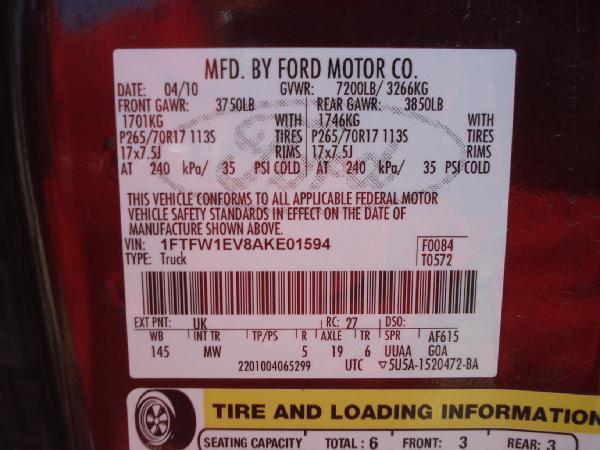 MFD. BY FORD MOTOR CO.
DATE: 04/10 GVWR: 7200LB/ 3266KG
FRONT GAWR: 3750LB REAR GAWR: 3850LB
1701KG WITH 1746KG WITH
P265/70R17 113S TIRES P265/70R17 113S TIRES
17x7.5J RIMS 17x7.5J RIMS
AT 240 kPa/ 35 PSI COLD AT 240 kPa/ 35 PSI COLD
THIS VEHICLE CONFORMS TO ALL APPLICABLE FEDERAL MOTOR
VEHICLE SAFETY STANDARDS IN EFFECT ON THE DATE OF
MANUFACTURE SHOWN ABOVE.
VIN: 1FTFW1EV8AKE01594 F0084
TYPE: Truck T0572
EXT PNT: UK RC: 27 DSO:
WB INT TR TP/PS R AXLE TR SPR AF615
145 MW 5 19 6 UUAA GOA
2201004065299 UTC ▽5U5A-1520472-BA
TIRE AND LOADING INFORMATION
SEATING CAPACITY TOTAL: 6 FRONT: 3 REAR: 3